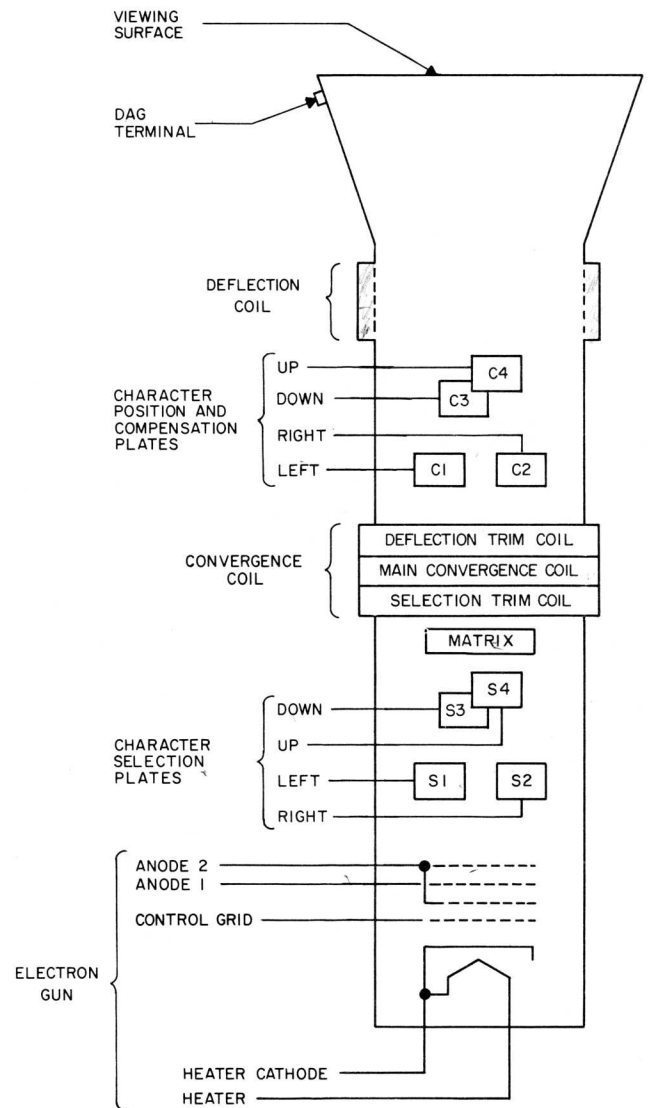 VIEWING
SURFACE
DAG
TERMINAL
DEFLECTION
COIL
CHARACTER
POSITION AND
COMPENSATION
PLATES
UP
DOWN
RIGHT
LEFT
C4
C3
C1
C2
CONVERGENCE
COIL
DEFLECTION TRIM COIL
MAIN CONVERGENCE COIL
SELECTION TRIM COIL
MATRIX
CHARACTER
SELECTION
PLATES
DOWN
UP
LEFT
RIGHT
S4
S3
S1
S2
ELECTRON
GUN
ANODE 2
ANODE 1
CONTROL GRID
HEATER CATHODE
HEATER